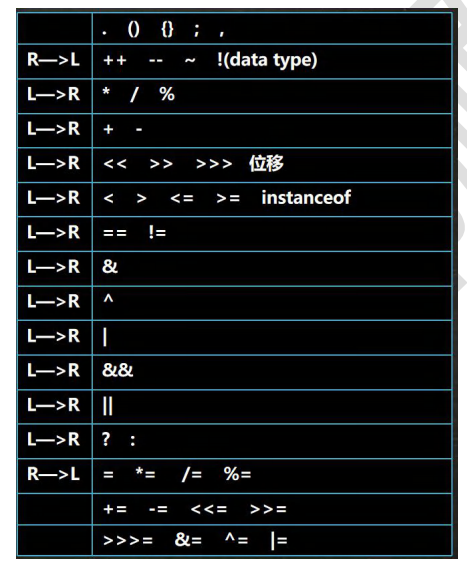 . () {} ; ,
R—>L ++ -- ~ !(data type)
L—>R * / %
L—>R + -
L—>R << >> >>> 位移
L—>R < > <= >= instanceof
L—>R == !=
L—>R &
L—>R ^
L—>R |
L—>R &&
L—>R ||
L—>R ? :
R—>L = *= /= %=
+= -= <<= >>=
>>>= &= ^= |=